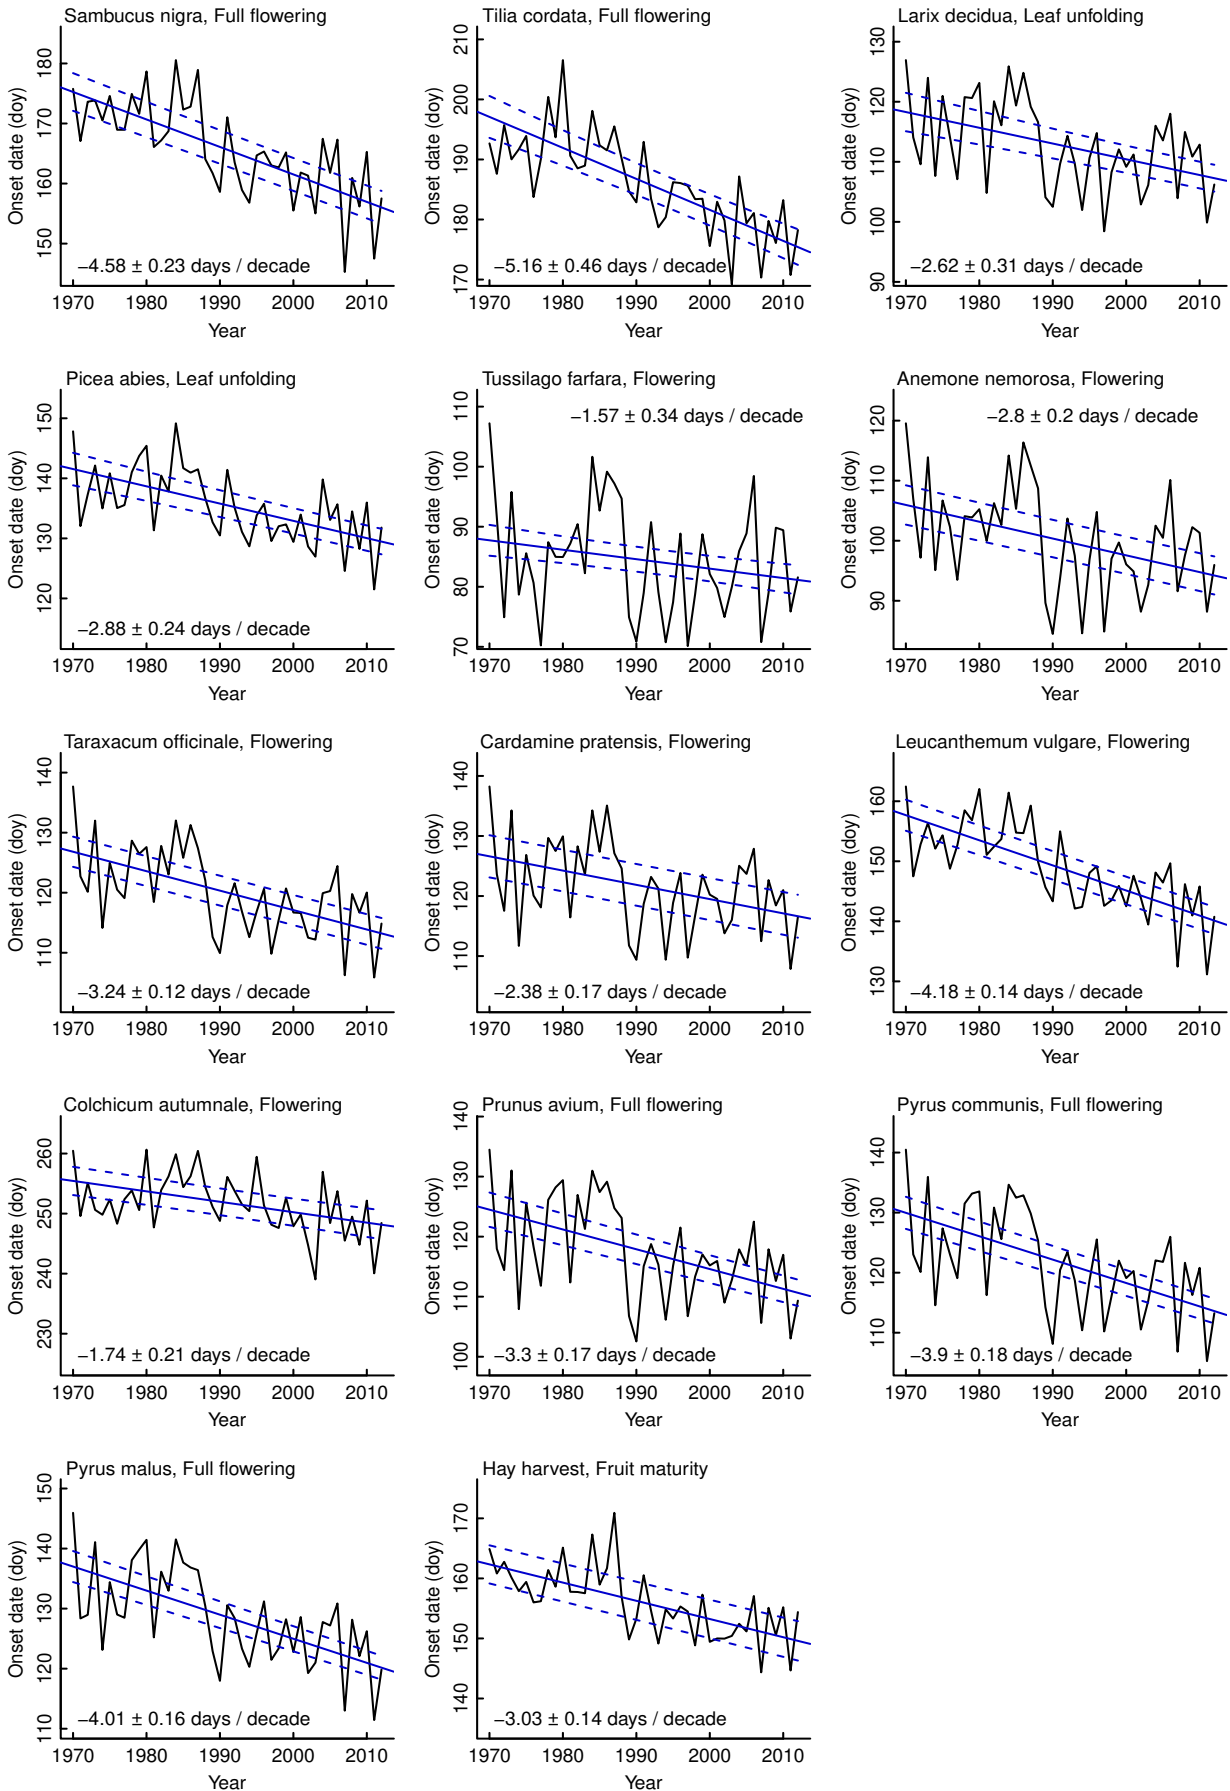 Sambucus nigra, Full flowering
Onset date (doy)
180
170
160
150
−4.58 ± 0.23 days / decade
1970 1980 1990 2000 2010
Year
Tilia cordata, Full flowering
Onset date (doy)
210
200
190
180
170
−5.16 ± 0.46 days / decade
1970 1980 1990 2000 2010
Year
Larix decidua, Leaf unfolding
Onset date (doy)
130
120
110
100
90
−2.62 ± 0.31 days / decade
1970 1980 1990 2000 2010
Year
Picea abies, Leaf unfolding
Onset date (doy)
150
140
130
120
−2.88 ± 0.24 days / decade
1970 1980 1990 2000 2010
Year
Tussilago farfara, Flowering
−1.57 ± 0.34 days / decade
Onset date (doy)
110
100
90
80
70
1970 1980 1990 2000 2010
Year
Anemone nemorosa, Flowering
−2.8 ± 0.2 days / decade
Onset date (doy)
120
110
100
90
1970 1980 1990 2000 2010
Year
Taraxacum officinale, Flowering
Onset date (doy)
140
130
120
110
−3.24 ± 0.12 days / decade
1970 1980 1990 2000 2010
Year
Cardamine pratensis, Flowering
Onset date (doy)
140
130
120
110
−2.38 ± 0.17 days / decade
1970 1980 1990 2000 2010
Year
Leucanthemum vulgare, Flowering
Onset date (doy)
160
150
140
130
−4.18 ± 0.14 days / decade
1970 1980 1990 2000 2010
Year
Colchicum autumnale, Flowering
Onset date (doy)
260
250
240
230
−1.74 ± 0.21 days / decade
1970 1980 1990 2000 2010
Year
Prunus avium, Full flowering
Onset date (doy)
140
130
120
110
100
−3.3 ± 0.17 days / decade
1970 1980 1990 2000 2010
Year
Pyrus communis, Full flowering
Onset date (doy)
140
130
120
110
−3.9 ± 0.18 days / decade
1970 1980 1990 2000 2010
Year
Pyrus malus, Full flowering
Onset date (doy)
150
140
130
120
110
−4.01 ± 0.16 days / decade
1970 1980 1990 2000 2010
Year
Hay harvest, Fruit maturity
Onset date (doy)
170
160
150
140
−3.03 ± 0.14 days / decade
1970 1980 1990 2000 2010
Year